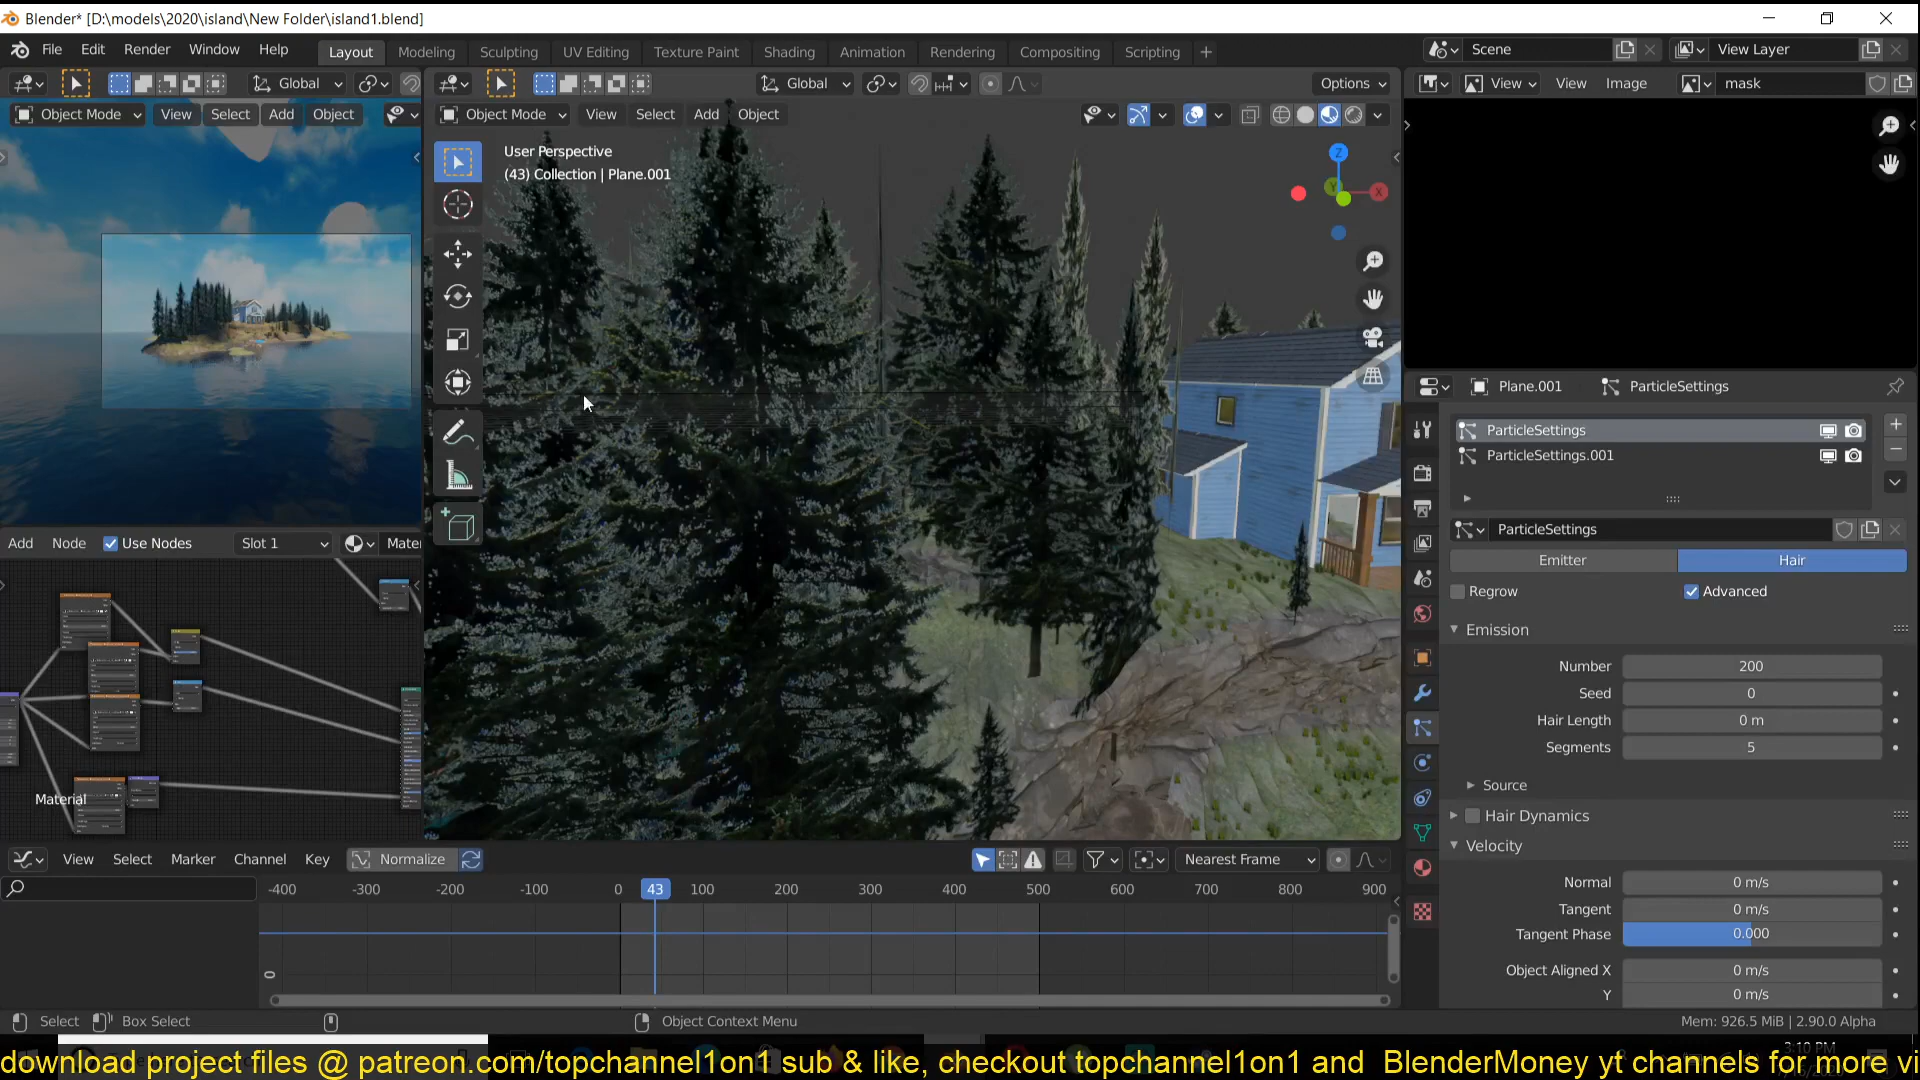 Blender* [D:\models\2020\island\New Folder\island1.blend]
File Edit Render Window Help Layout Modeling Sculpting UV Editing Texture Paint Shading Animation Rendering Compositing Scripting + Scene View Layer
Global Global Options View View Image mask
Object Mode View Select Add Object Object Mode View Select Add Object
User Perspective
(43) Collection | Plane.001
Z
Y
X
Plane.001 ParticleSettings
ParticleSettings
ParticleSettings.001
ParticleSettings
Emitter Hair
Regrow Advanced
Emission
Number 200
Seed 0
Hair Length 0 m
Segments 5
Source
Hair Dynamics
Velocity
Normal 0 m/s
Tangent 0 m/s
Tangent Phase 0.000
Object Aligned X 0 m/s
Y 0 m/s
Add Node Use Nodes Slot 1 Mate
Material
View Select Marker Channel Key Normalize Nearest Frame
-400 -300 -200 -100 0 43 100 200 300 400 500 600 700 800 900
0
Select Box Select Object Context Menu Mem: 926.5 MiB | 2.90.0 Alpha
3:10 PM
download project files @ patreon.com/topchannel1on1 sub & like, checkout topchannel1on1 and BlenderMoney yt channels for more vi